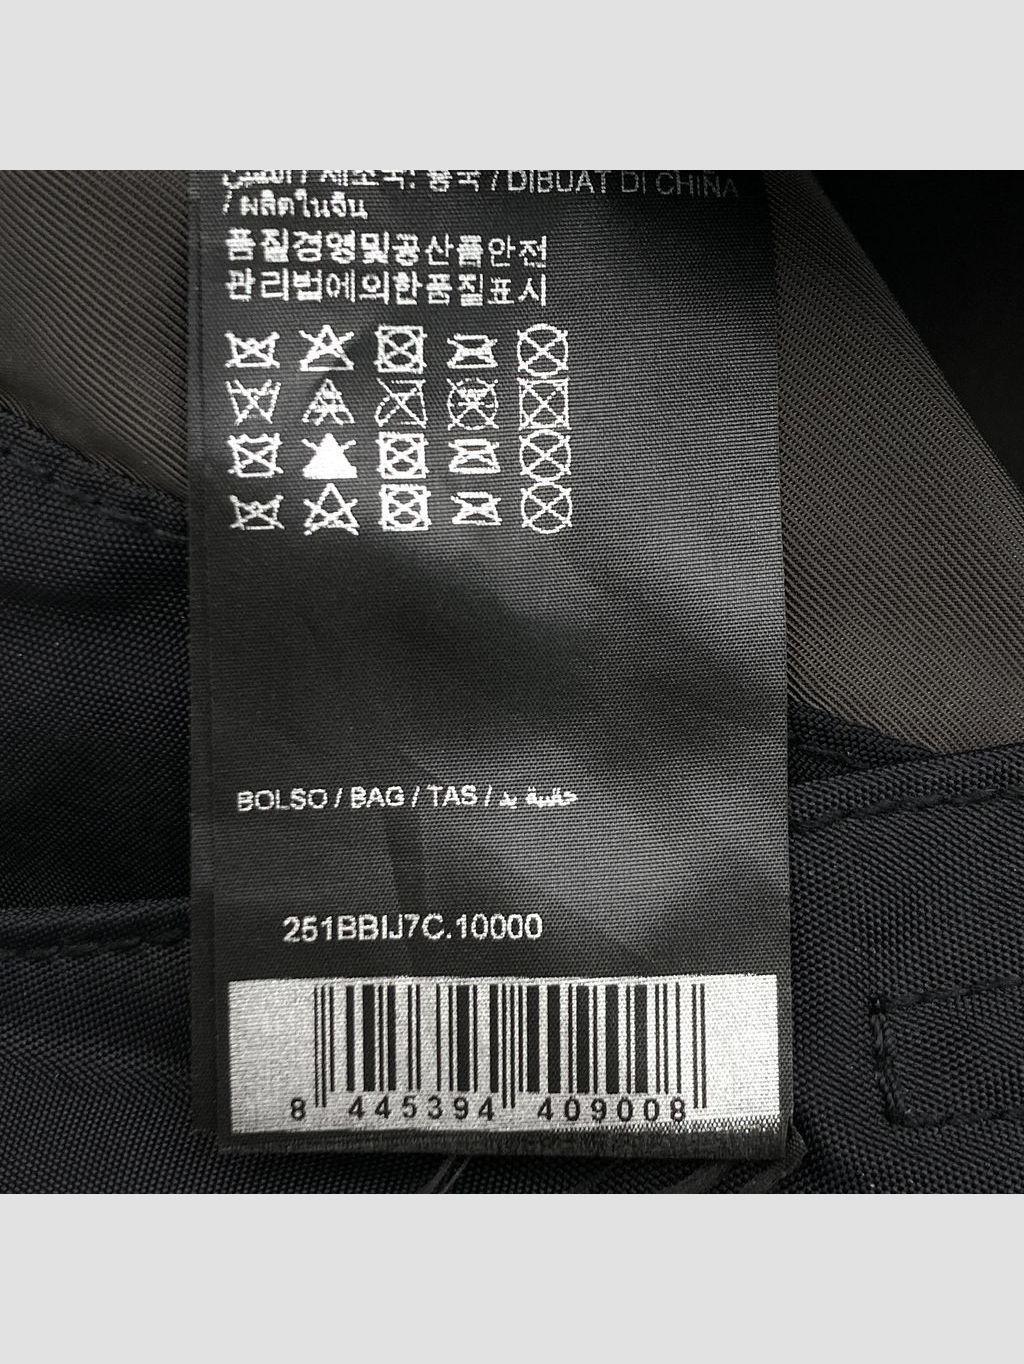 제조국: 중국 / DIBUAT DI CHINA
/ ผลิตในจีน
품질경영및공산품안전
관리법에의한품질표시
BOLSO / BAG / TAS / حقيبة يد
251BBIJ7C.10000
8 445394 409008